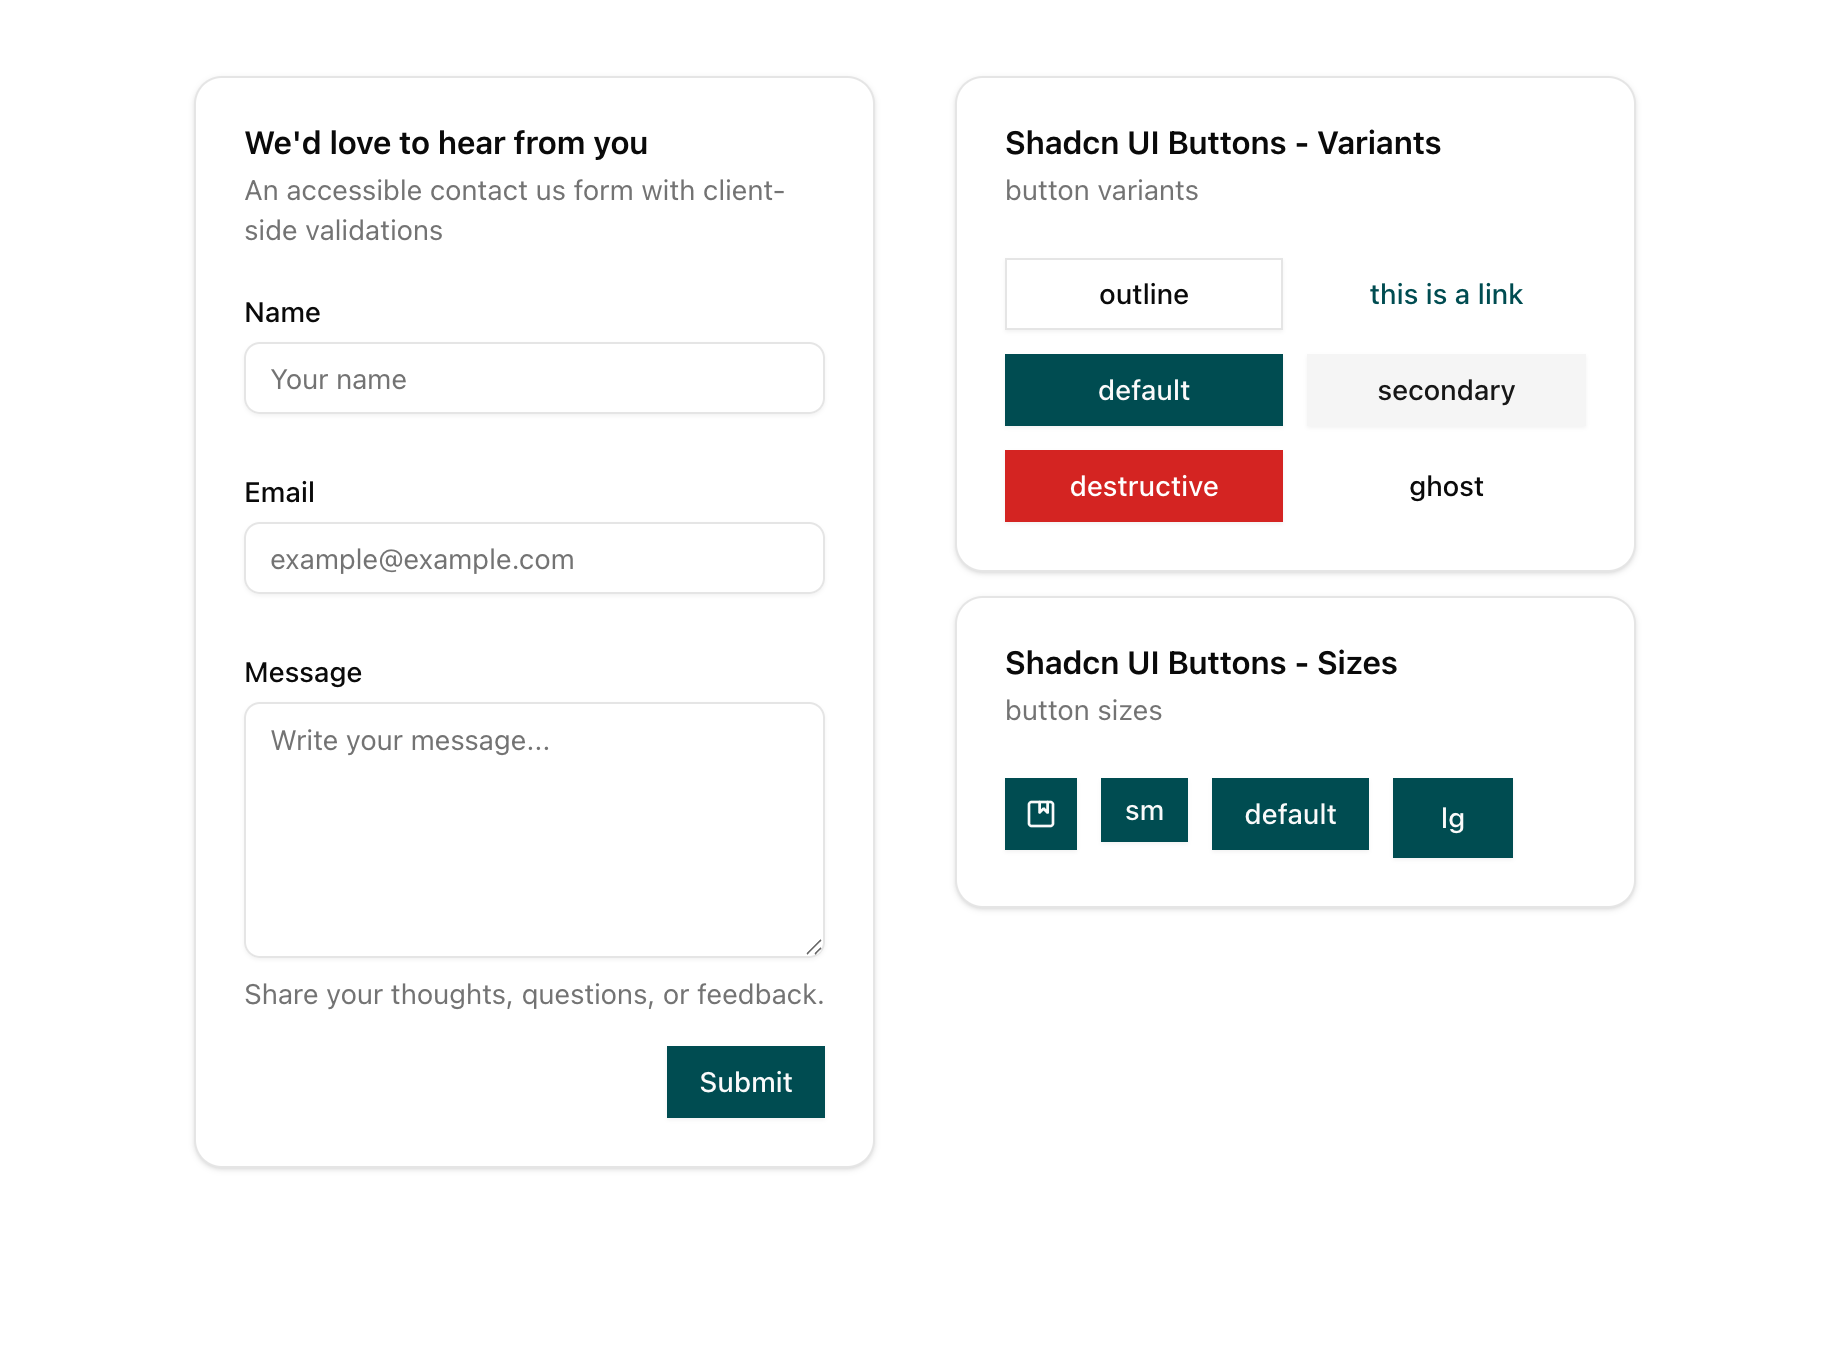 We'd love to hear from you
An accessible contact us form with client-
side validations
Name
Your name
Email
example@example.com
Message
Write your message...
Share your thoughts, questions, or feedback.
Submit
Shadcn UI Buttons - Variants
button variants
outline
this is a link
default
secondary
destructive
ghost
Shadcn UI Buttons - Sizes
button sizes
sm
default
lg